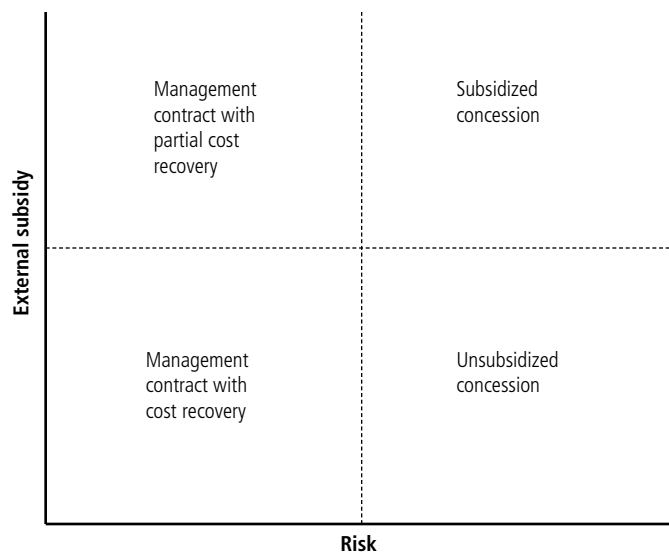 Management
contract with
partial cost
recovery
Subsidized
concession
External subsidy
Management
contract with
cost recovery
Unsubsidized
concession
Risk